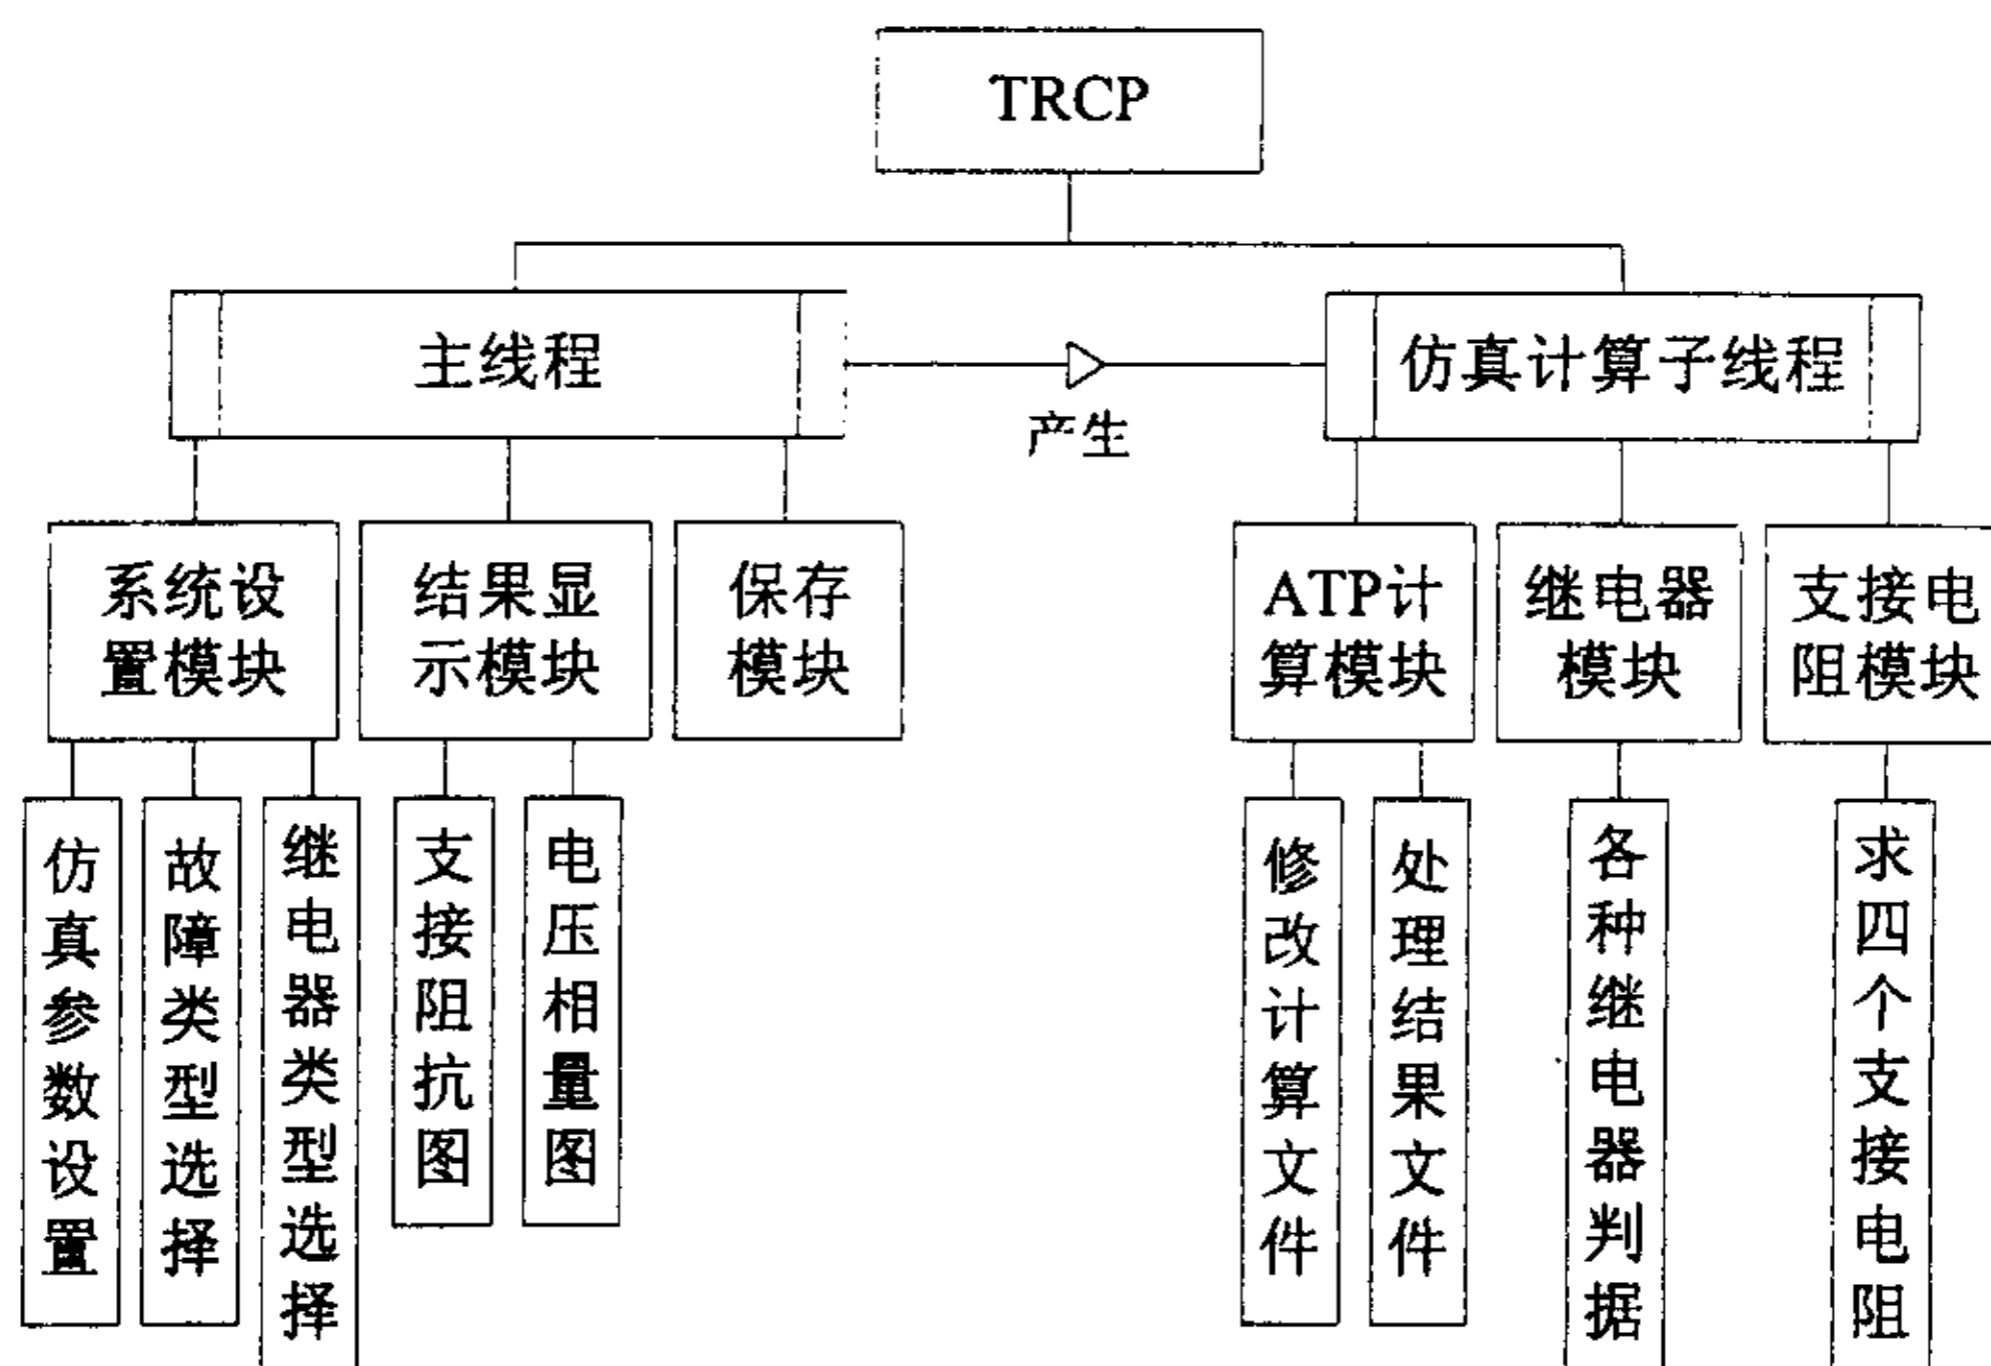 TRCP
主线程
产生
仿真计算子线程
系统设
置模块
结果显
示模块
保存
模块
ATP计
算模块
继电器
模块
支接电
阻模块
仿真参数设置
故障类型选择
继电器类型选择
支接阻抗图
电压相量图
修改计算文件
处理结果文件
各种继电器判据
求四个支接电阻